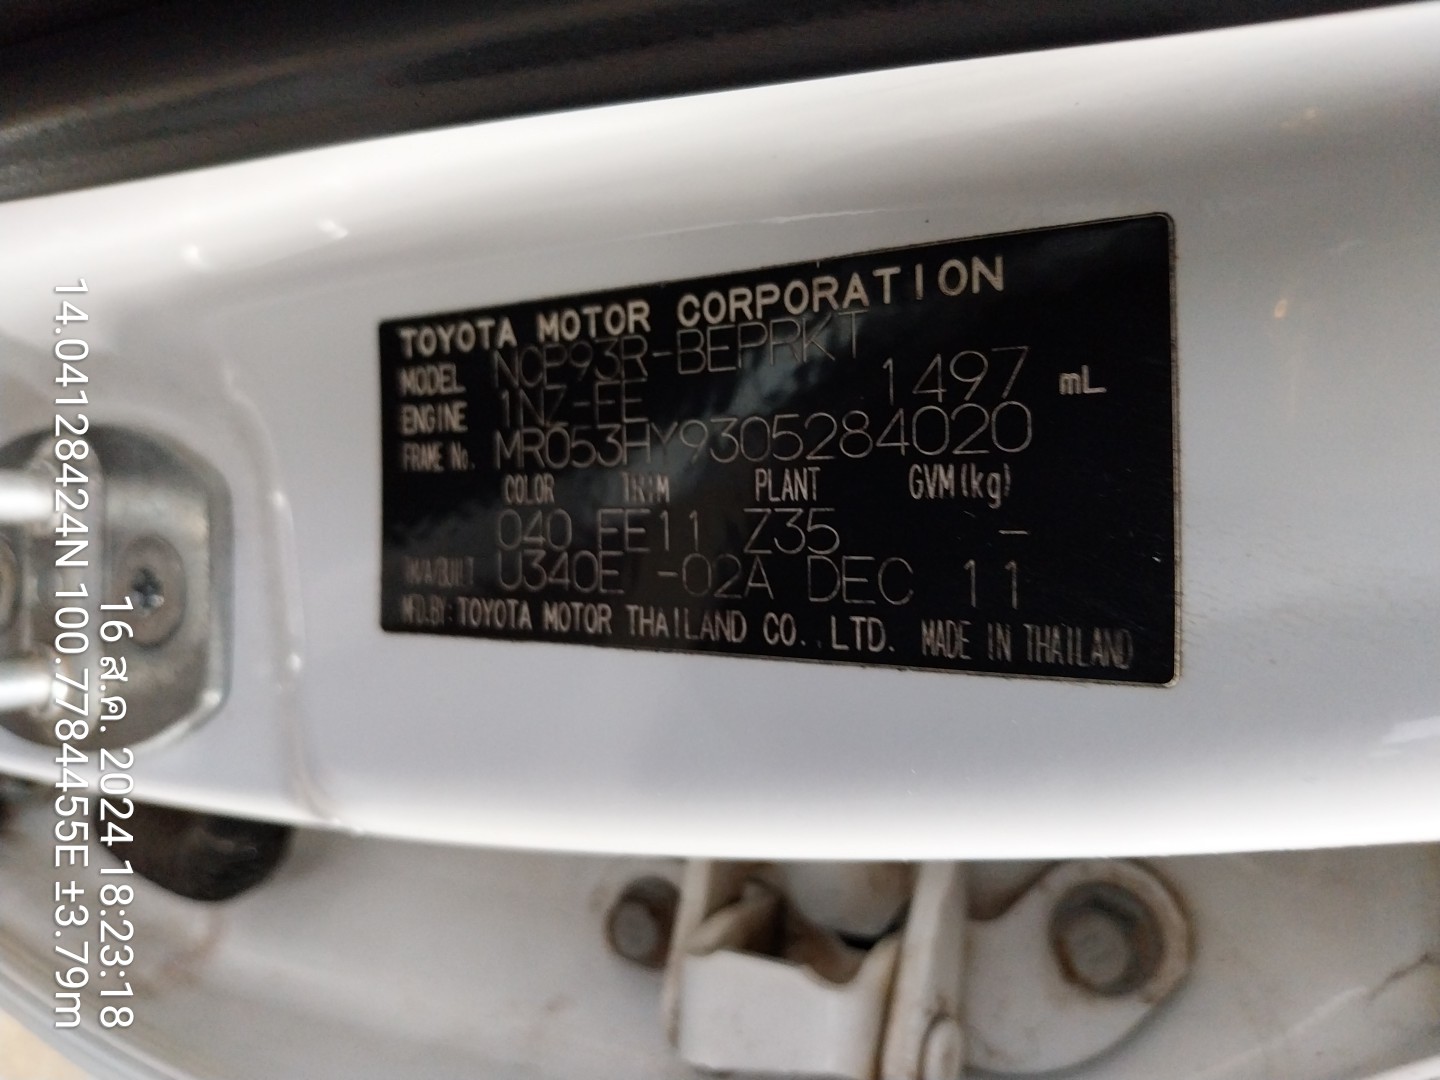 TOYOTA MOTOR CORPORATION
MODEL NCP93R-BEPRKT
ENGINE 1NZ-FE 1497 mL
FRAME No. MR053HY9305284020
COLOR TRIM PLANT GVM(kg)
040 FE11 Z35 -
TM/A/BUILT U340E -02A DEC 11
MFD.BY: TOYOTA MOTOR THAILAND CO., LTD. MADE IN THAILAND
16 ส.ค. 2024 18:23:18
14.0412842​4N 100.7784455E ±3.79m